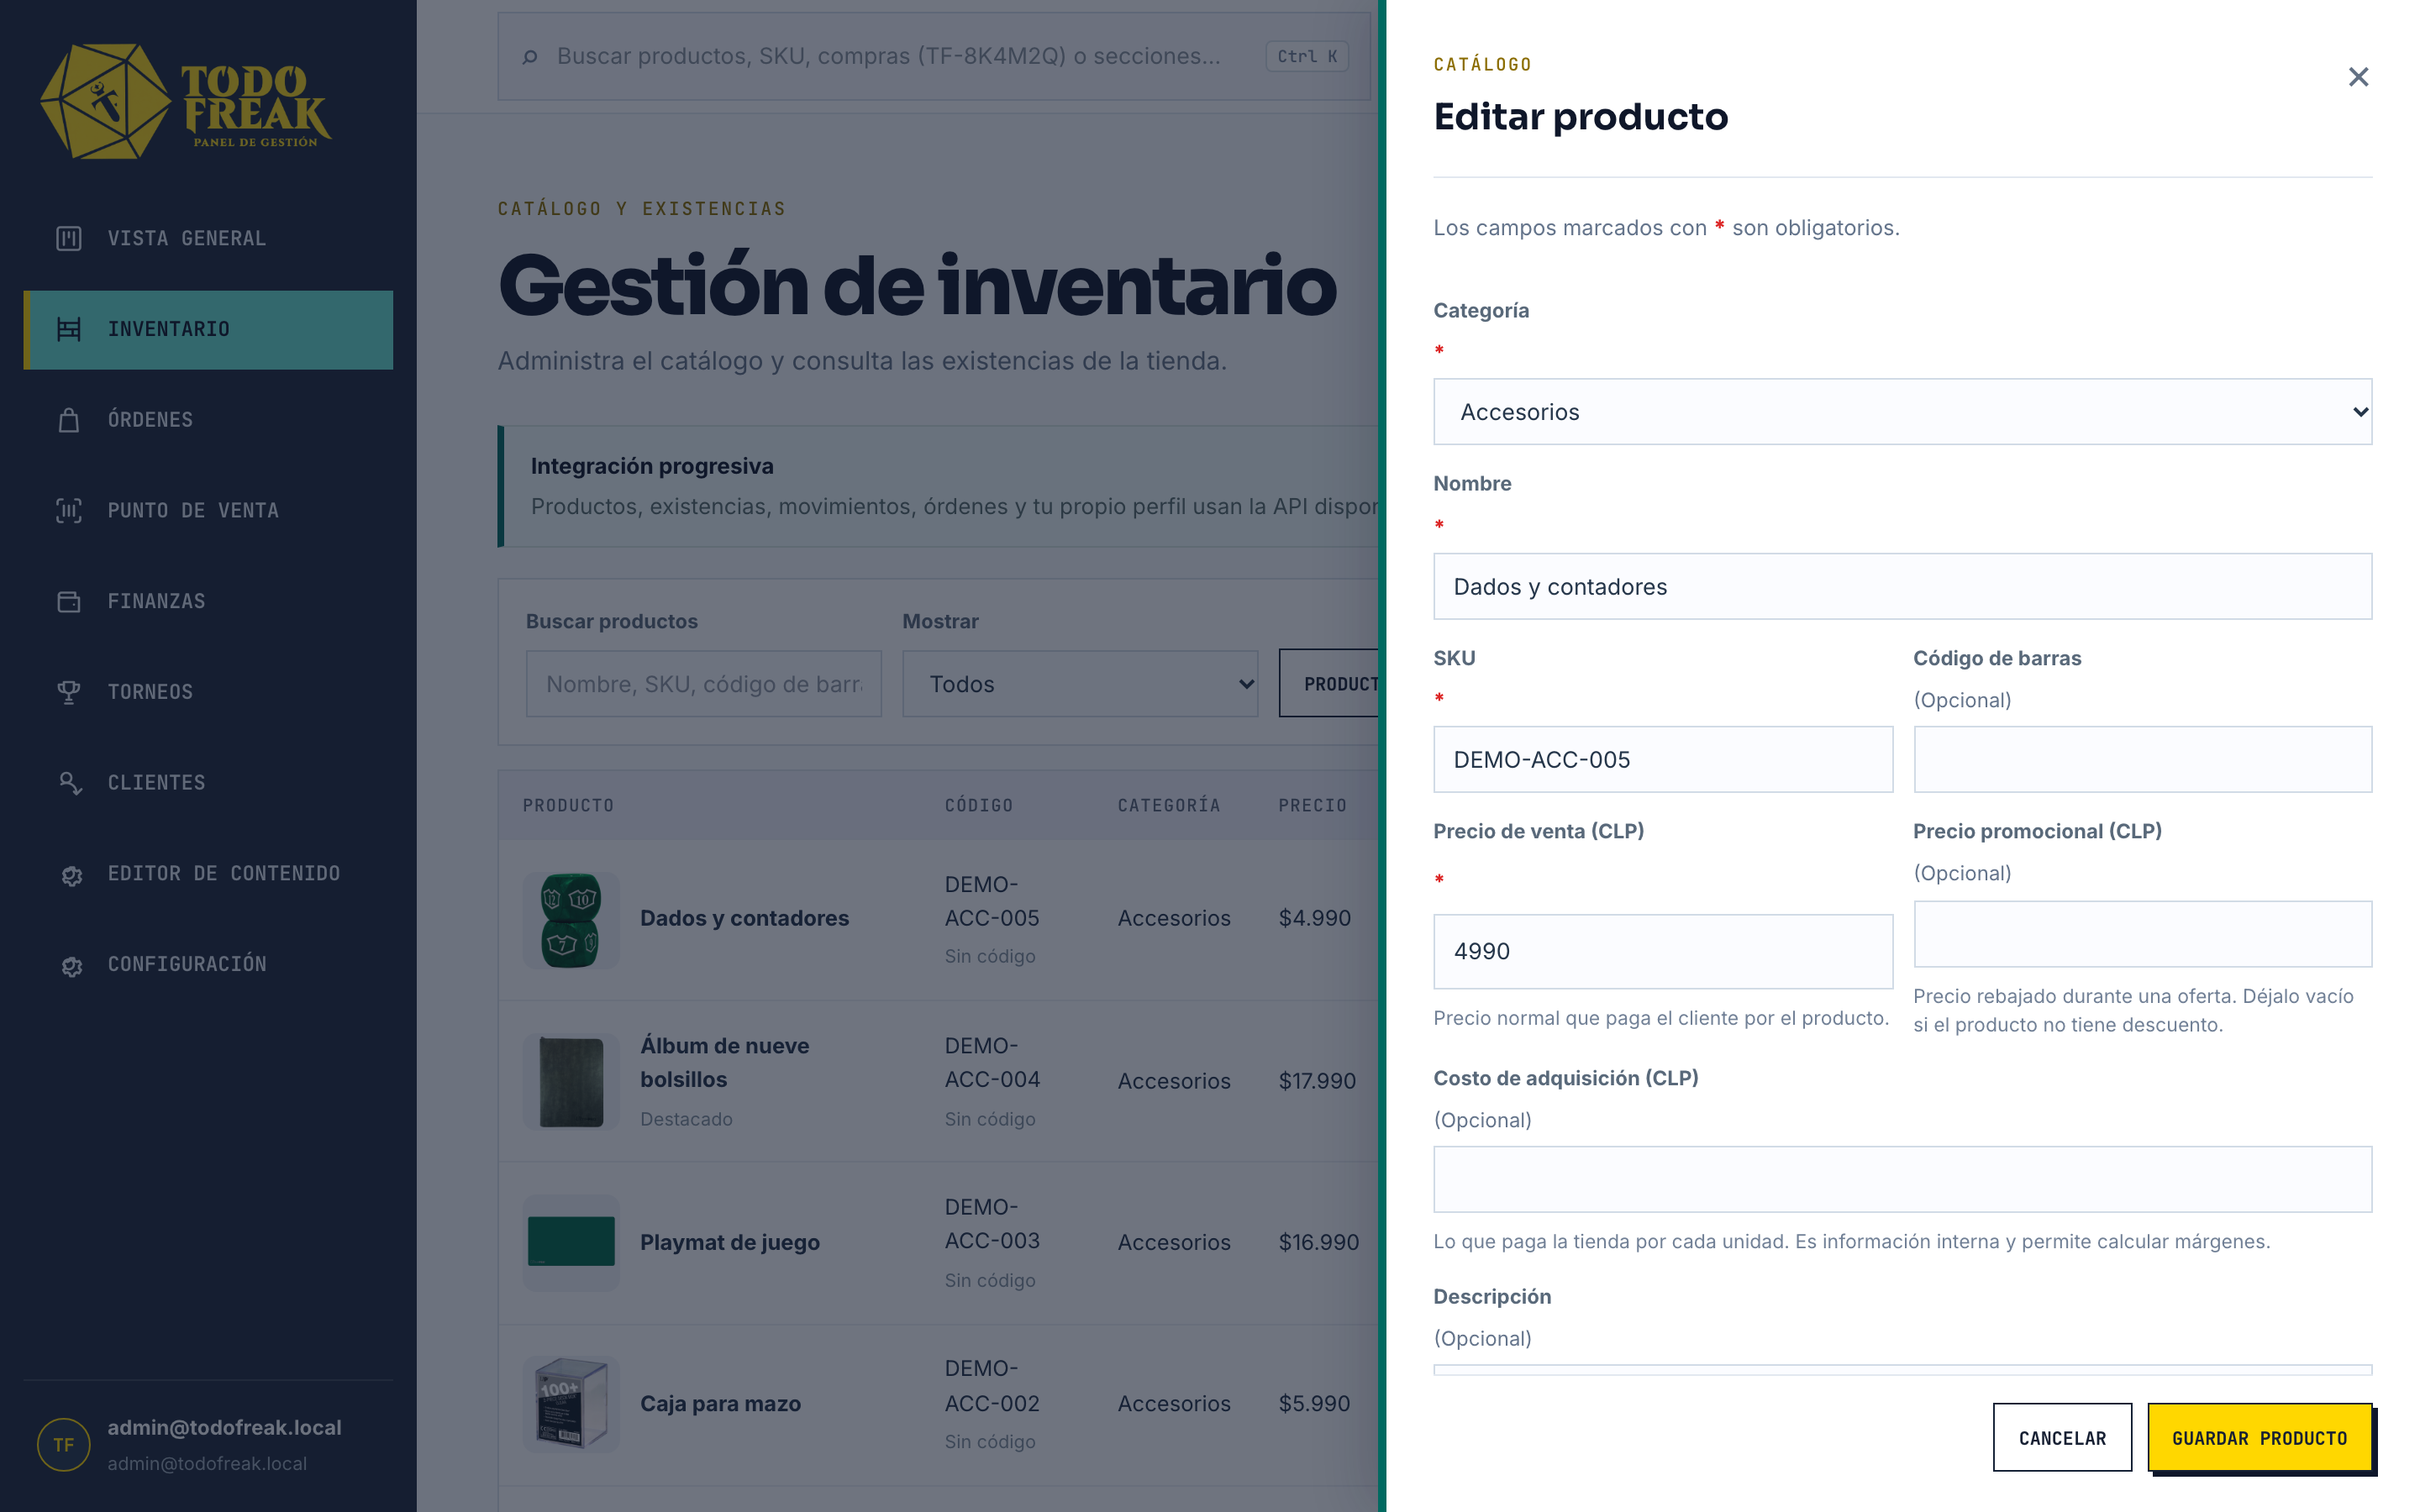 TODO
FREAK
PANEL DE GESTIÓN
VISTA GENERAL
INVENTARIO
ÓRDENES
PUNTO DE VENTA
FINANZAS
TORNEOS
CLIENTES
EDITOR DE CONTENIDO
CONFIGURACIÓN
TF
admin@todofreak.local
admin@todofreak.local
Buscar productos, SKU, compras (TF-8K4M2Q) o secciones...
Ctrl K
CATÁLOGO Y EXISTENCIAS
Gestión de inventario
Administra el catálogo y consulta las existencias de la tienda.
Integración progresiva
Productos, existencias, movimientos, órdenes y tu propio perfil usan la API dispon
Buscar productos
Mostrar
Nombre, SKU, código de barr
Todos
PRODUCT
PRODUCTO CÓDIGO CATEGORÍA PRECIO
12 10
7
Dados y contadores
DEMO-
ACC-005
Sin código
Accesorios
$4.990
Álbum de nueve
bolsillos
Destacado
DEMO-
ACC-004
Sin código
Accesorios
$17.990
Playmat de juego
DEMO-
ACC-003
Sin código
Accesorios
$16.990
100+
Caja para mazo
DEMO-
ACC-002
Sin código
Accesorios
$5.990
CATÁLOGO
Editar producto
Los campos marcados con * son obligatorios.
Categoría
*
Accesorios
Nombre
*
Dados y contadores
SKU
*
DEMO-ACC-005
Código de barras
(Opcional)
Precio de venta (CLP)
*
4990
Precio normal que paga el cliente por el producto.
Precio promocional (CLP)
(Opcional)
Precio rebajado durante una oferta. Déjalo vacío
si el producto no tiene descuento.
Costo de adquisición (CLP)
(Opcional)
Lo que paga la tienda por cada unidad. Es información interna y permite calcular márgenes.
Descripción
(Opcional)
CANCELAR
GUARDAR PRODUCTO